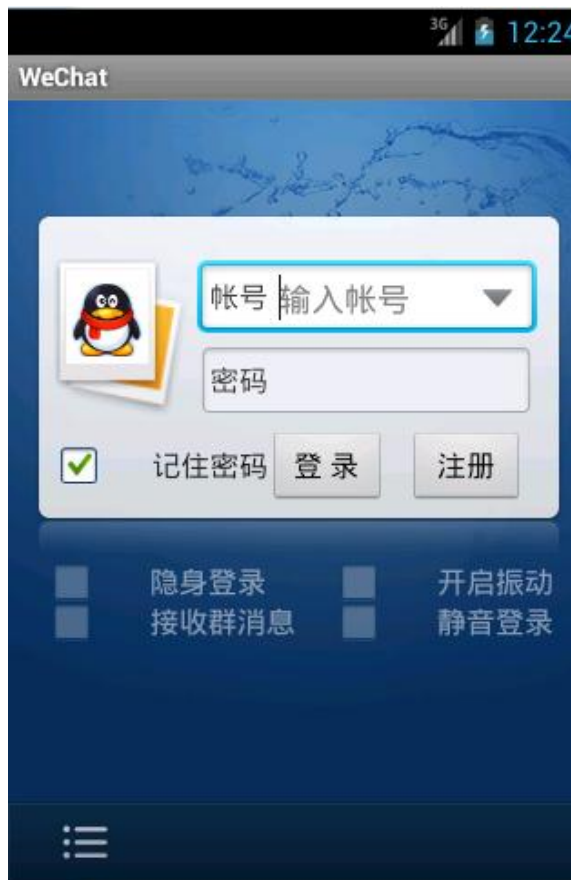 3G 12:24
WeChat
帐号 输入帐号
密码
记住密码 登 录 注册
隐身登录 开启振动
接收群消息 静音登录